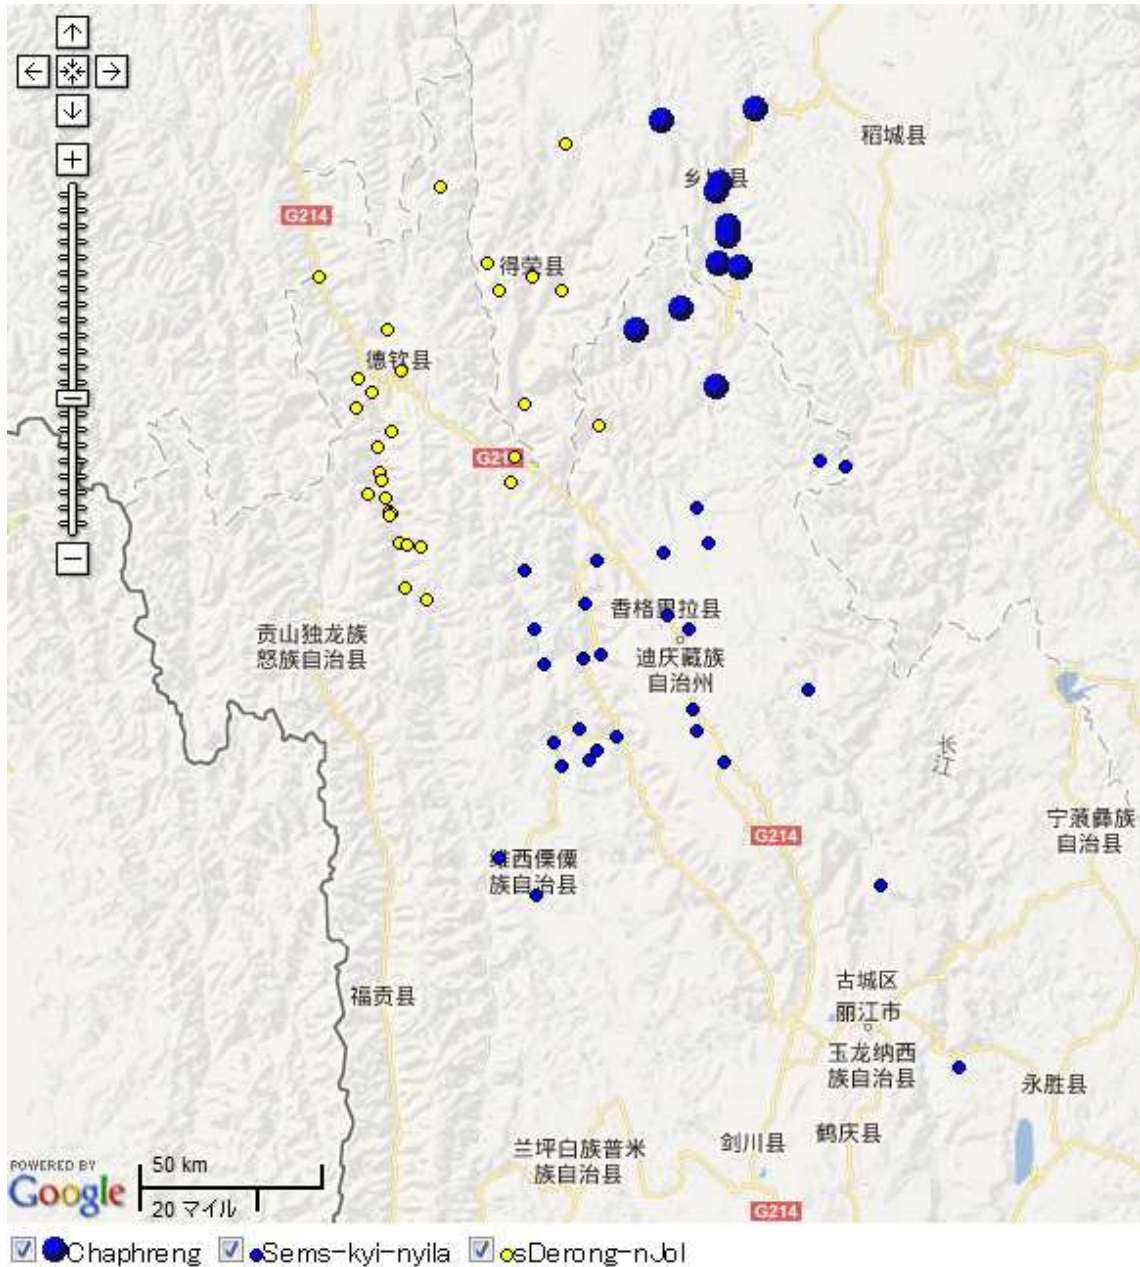 稻城县
乡城县
G214
得荣县
德钦县
G214
香格里拉县
贡山独龙族
怒族自治县
迪庆藏族
自治州
长江
G214
宁蒗彝族
自治县
维西傈僳
族自治县
福贡县
古城区
丽江市
玉龙纳西
族自治县
永胜县
鹤庆县
剑川县
兰坪白族普米
族自治县
G214
POWERED BY
Google
50 km
20 マイル
Chaphreng Sems-kyi-nyila sDerong-nJol